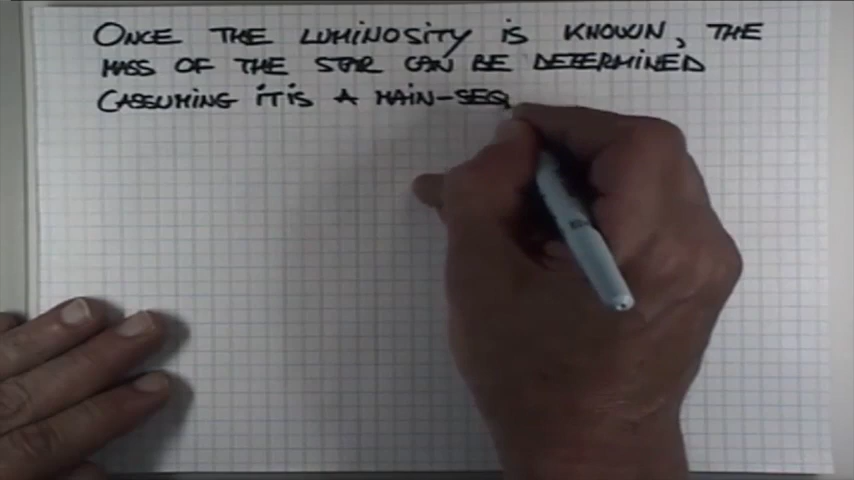 ONCE THE LUMINOSITY IS KNOWN, THE
MASS OF THE STAR CAN BE DETERMINED
(ASSUMING IT IS A MAIN-SEQ